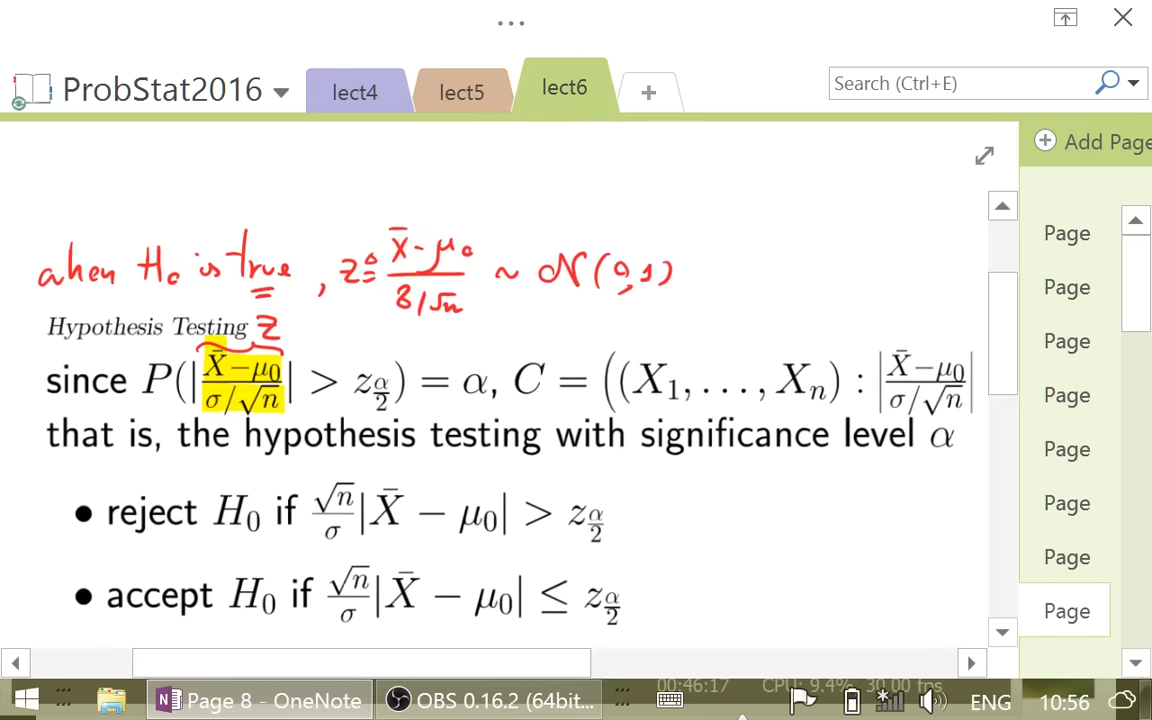 ...
ProbStat2016 lect4 lect5 lect6 + Search (Ctrl+E)
Add Page
when H₀ is true, Z ≜ (X̄ - μ₀)/(σ/√n) ~ N(0,1)
Hypothesis Testing Z
since P(|(X̄−μ₀)/(σ/√n)| > z_{α/2}) = α, C = ((X₁, . . . , Xₙ) : |(X̄−μ₀)/(σ/√n)|
that is, the hypothesis testing with significance level α
• reject H₀ if √n/σ|X̄ − μ₀| > z_{α/2}
• accept H₀ if √n/σ|X̄ − μ₀| ≤ z_{α/2}
Page
Page
Page
Page
Page
Page
Page
Page
00:46:17 CPU: 9.4% 30.00 fps
Page 8 - OneNote OBS 0.16.2 (64bit... ENG 10:56